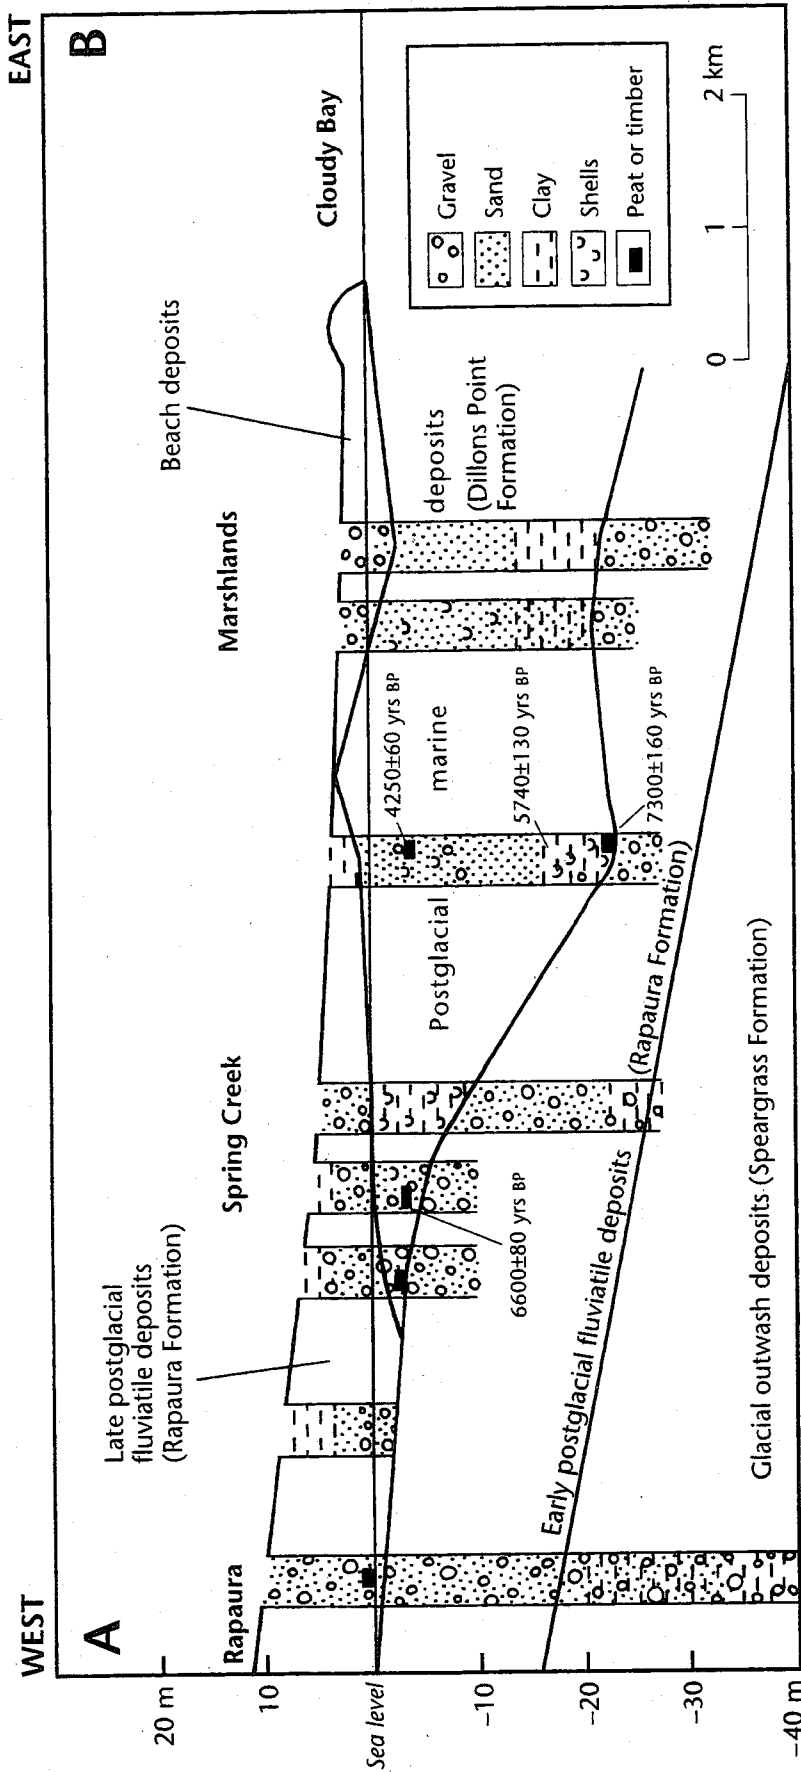 WEST
EAST
A
B
Rapaura
Spring Creek
Marshlands
Cloudy Bay
Late postglacial
fluviatile deposits
(Rapaura Formation)
Beach deposits
20 m
10
Sea level
-10
-20
-30
-40 m
Postglacial
marine
deposits
(Dillons Point
Formation)
4250±60 yrs BP
5740±130 yrs BP
7300±160 yrs BP
6600±80 yrs BP
Early postglacial fluviatile deposits
(Rapaura Formation)
Glacial outwash deposits (Speargrass Formation)
Gravel
Sand
Clay
Shells
Peat or timber
0
1
2 km